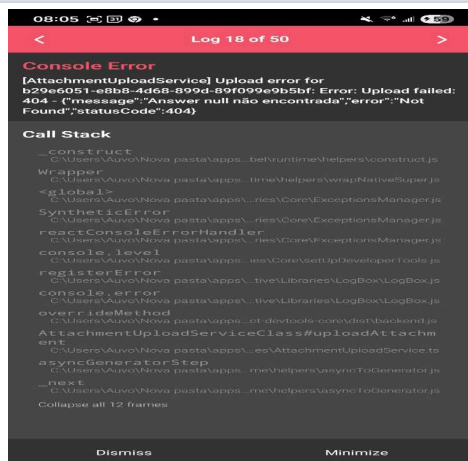 08:05
59
< Log 18 of 50 >
Console Error
[AttachmentUploadService] Upload error for
b29e6051-e8b8-4d68-899d-89f099e9b5bf: Error: Upload failed:
404 - {"message":"Answer null não encontrada","error":"Not
Found","statusCode":404}
Call Stack
_construct
C:\Users\Auvo\Nova pasta\apps...bel\runtime\helpers\construct.js
Wrapper
C:\Users\Auvo\Nova pasta\apps...time\helpers\wrapNativeSuper.js
<global>
C:\Users\Auvo\Nova pasta\apps\...ries\Core\ExceptionsManager.js
SyntheticError
C:\Users\Auvo\Nova pasta\apps\...ries\Core\ExceptionsManager.js
reactConsoleErrorHandler
C:\Users\Auvo\Nova pasta\apps\...ries\Core\ExceptionsManager.js
console.level
C:\Users\Auvo\Nova pasta\apps...es\Core\setUpDeveloperTools.js
registerError
C:\Users\Auvo\Nova pasta\apps\...tive\Libraries\LogBox\LogBox.js
console.error
C:\Users\Auvo\Nova pasta\apps\...tive\Libraries\LogBox\LogBox.js
overrideMethod
C:\Users\Auvo\Nova pasta\apps...ct-devtools-core\dist\backend.js
AttachmentUploadServiceClass#uploadAttachm
ent
C:\Users\Auvo\Nova pasta\apps\...es\AttachmentUploadService.ts
asyncGeneratorStep
C:\Users\Auvo\Nova pasta\apps...me\helpers\asyncToGenerator.js
_next
C:\Users\Auvo\Nova pasta\apps...me\helpers\asyncToGenerator.js
Collapse all 12 frames
Dismiss
Minimize